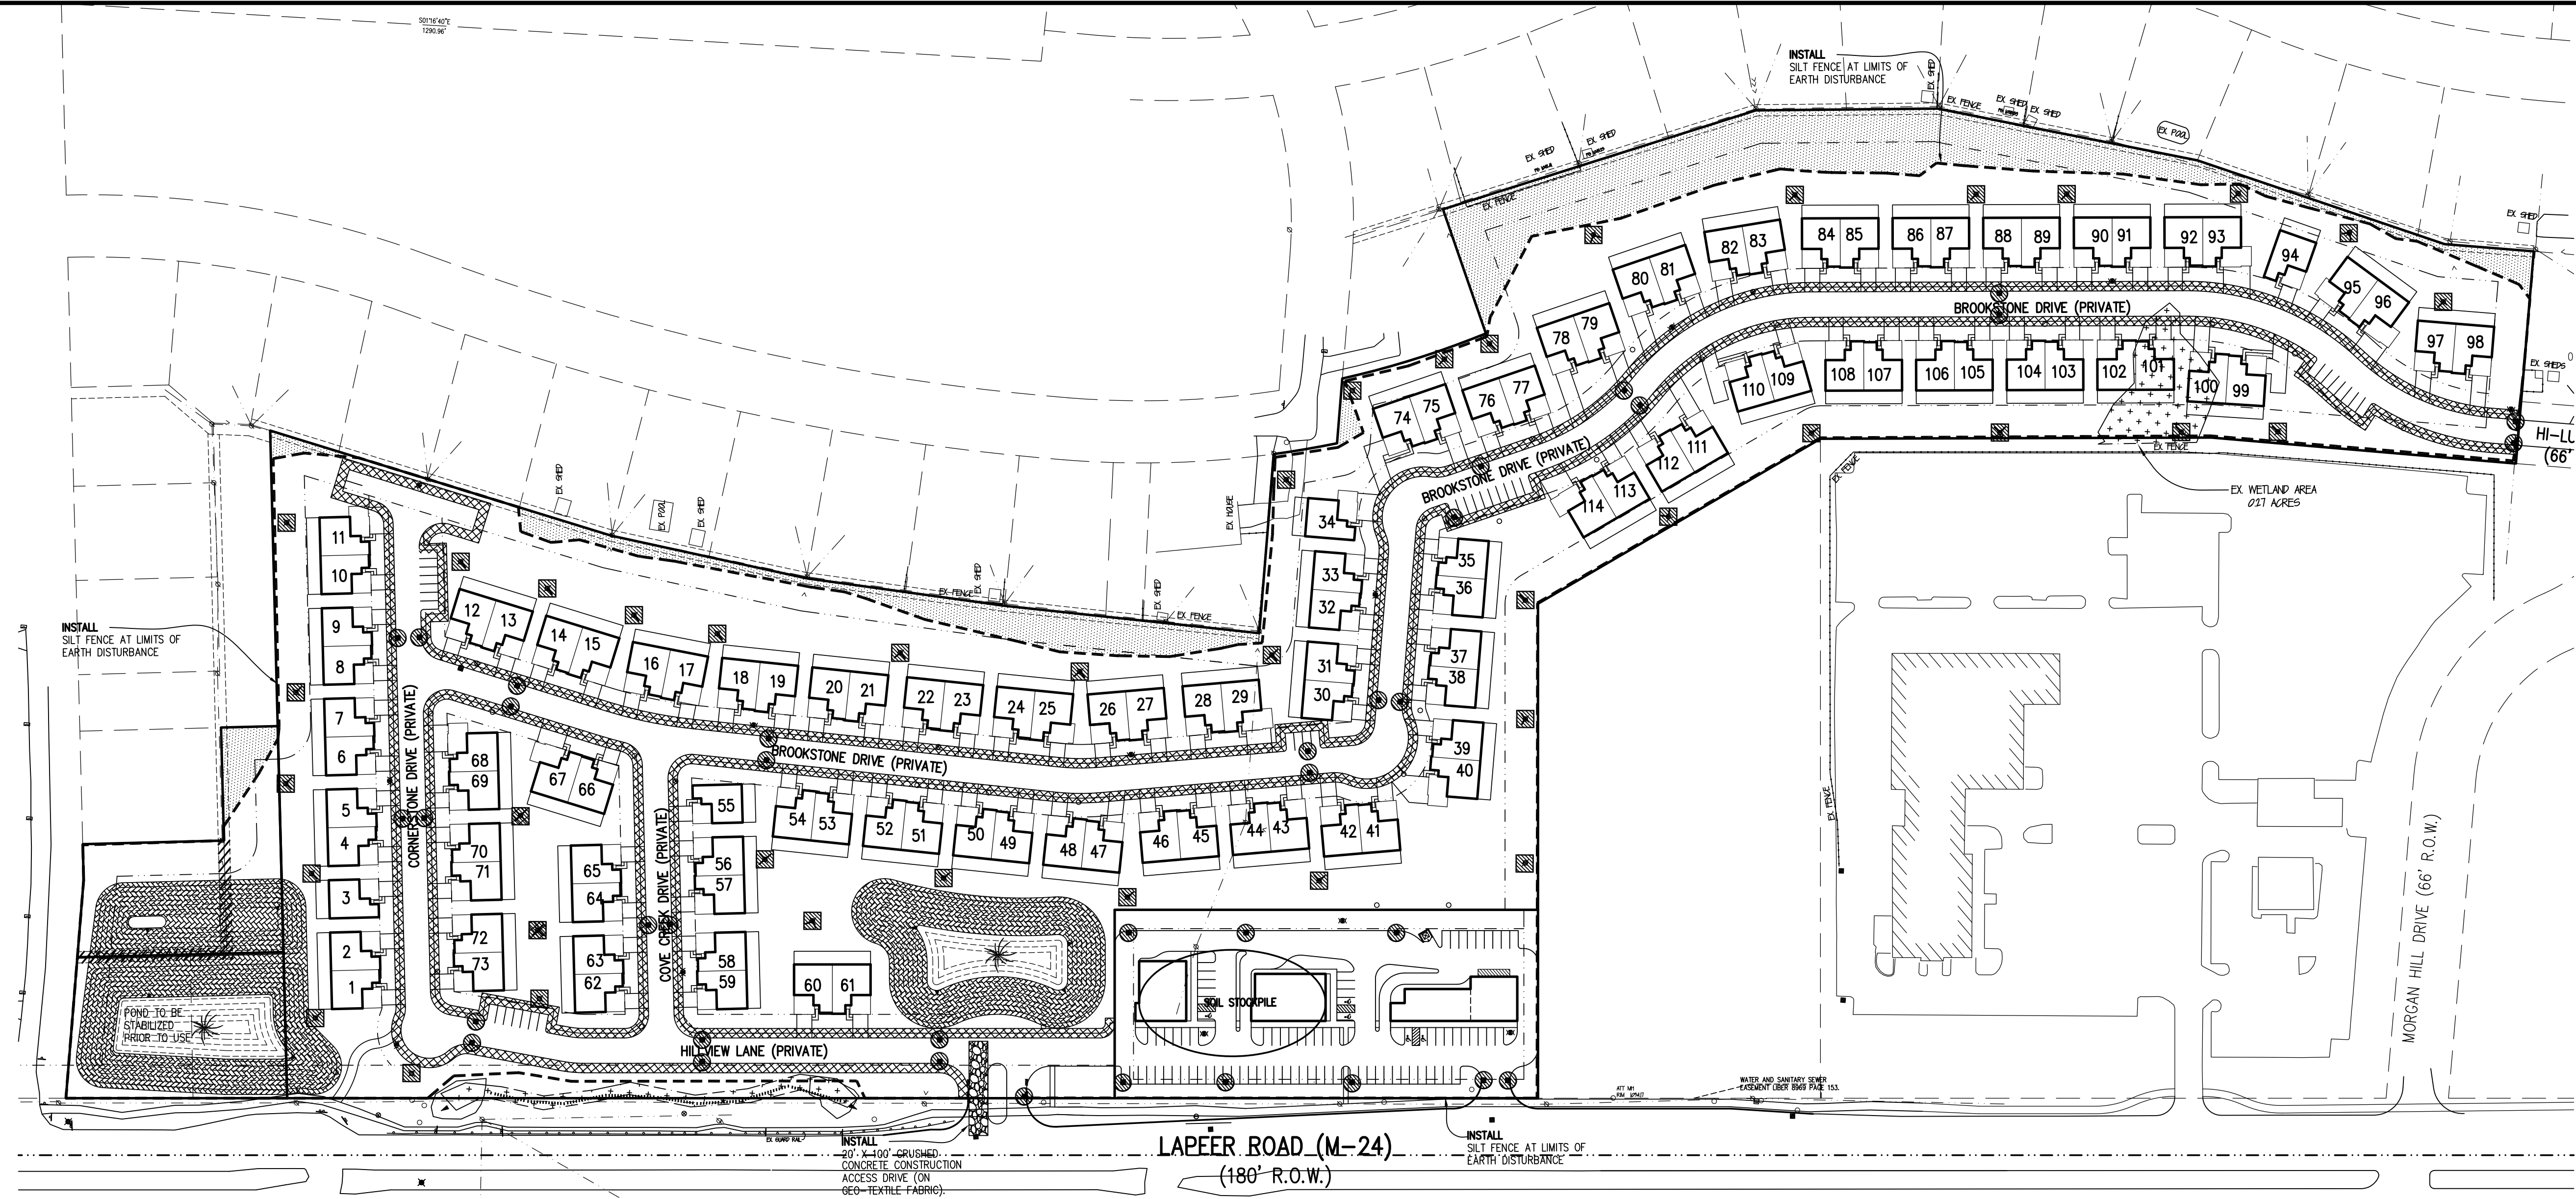 S01°16'40"E
1290.96'
INSTALL
SILT FENCE AT LIMITS OF
EARTH DISTURBANCE
EX SHED
EX FENCE
EX SHED
EX SHED
EX POOL
EX SHED
EX SHED
EX FENCE
EX SHED
82 83 84 85 86 87 88 89 90 91 92 93
94
80 81
95 96
BROOKSTONE DRIVE (PRIVATE)
78 79
97 98
76 77
74 75
110 109 108 107 106 105 104 103 102 101 100 99
EX SHEDS
HI-LU
(66'
EX FENCE
EX FENCE
BROOKSTONE DRIVE (PRIVATE)
112 111
114 113
EX. WETLAND AREA
0.27 ACRES
EX SHED
EX POOL
EX SHED
EX HOUSE
34
35
36
33
32
11
10
12 13
14 15
16 17
18 19
20 21
22 23
24 25
26 27
28 29
EX FENCE
EX SHED
EX SHED
EX FENCE
31
30
37
38
39
40
INSTALL
SILT FENCE AT LIMITS OF
EARTH DISTURBANCE
9
8
7
6
5
4
3
2
1
CORNERSTONE DRIVE (PRIVATE)
BROOKSTONE DRIVE (PRIVATE)
68
69
67 66
55
54 53
52 51
50 49
48 47
46 45
44 43
42 41
70
71
65
64
56
57
COVE CREEK DRIVE (PRIVATE)
72
73
63
62
58
59
60 61
SOIL STOCKPILE
EX FENCE
MORGAN HILL DRIVE (66' R.O.W.)
POND TO BE
STABILIZED
PRIOR TO USE
HILLVIEW LANE (PRIVATE)
WATER AND SANITARY SEWER
EASEMENT LIBER 8969 PAGE 153.
EX GUARD RAIL
INSTALL
20' X 100' CRUSHED
CONCRETE CONSTRUCTION
ACCESS DRIVE (ON
GEO-TEXTILE FABRIC).
LAPEER ROAD (M-24)
(180' R.O.W.)
INSTALL
SILT FENCE AT LIMITS OF
EARTH DISTURBANCE